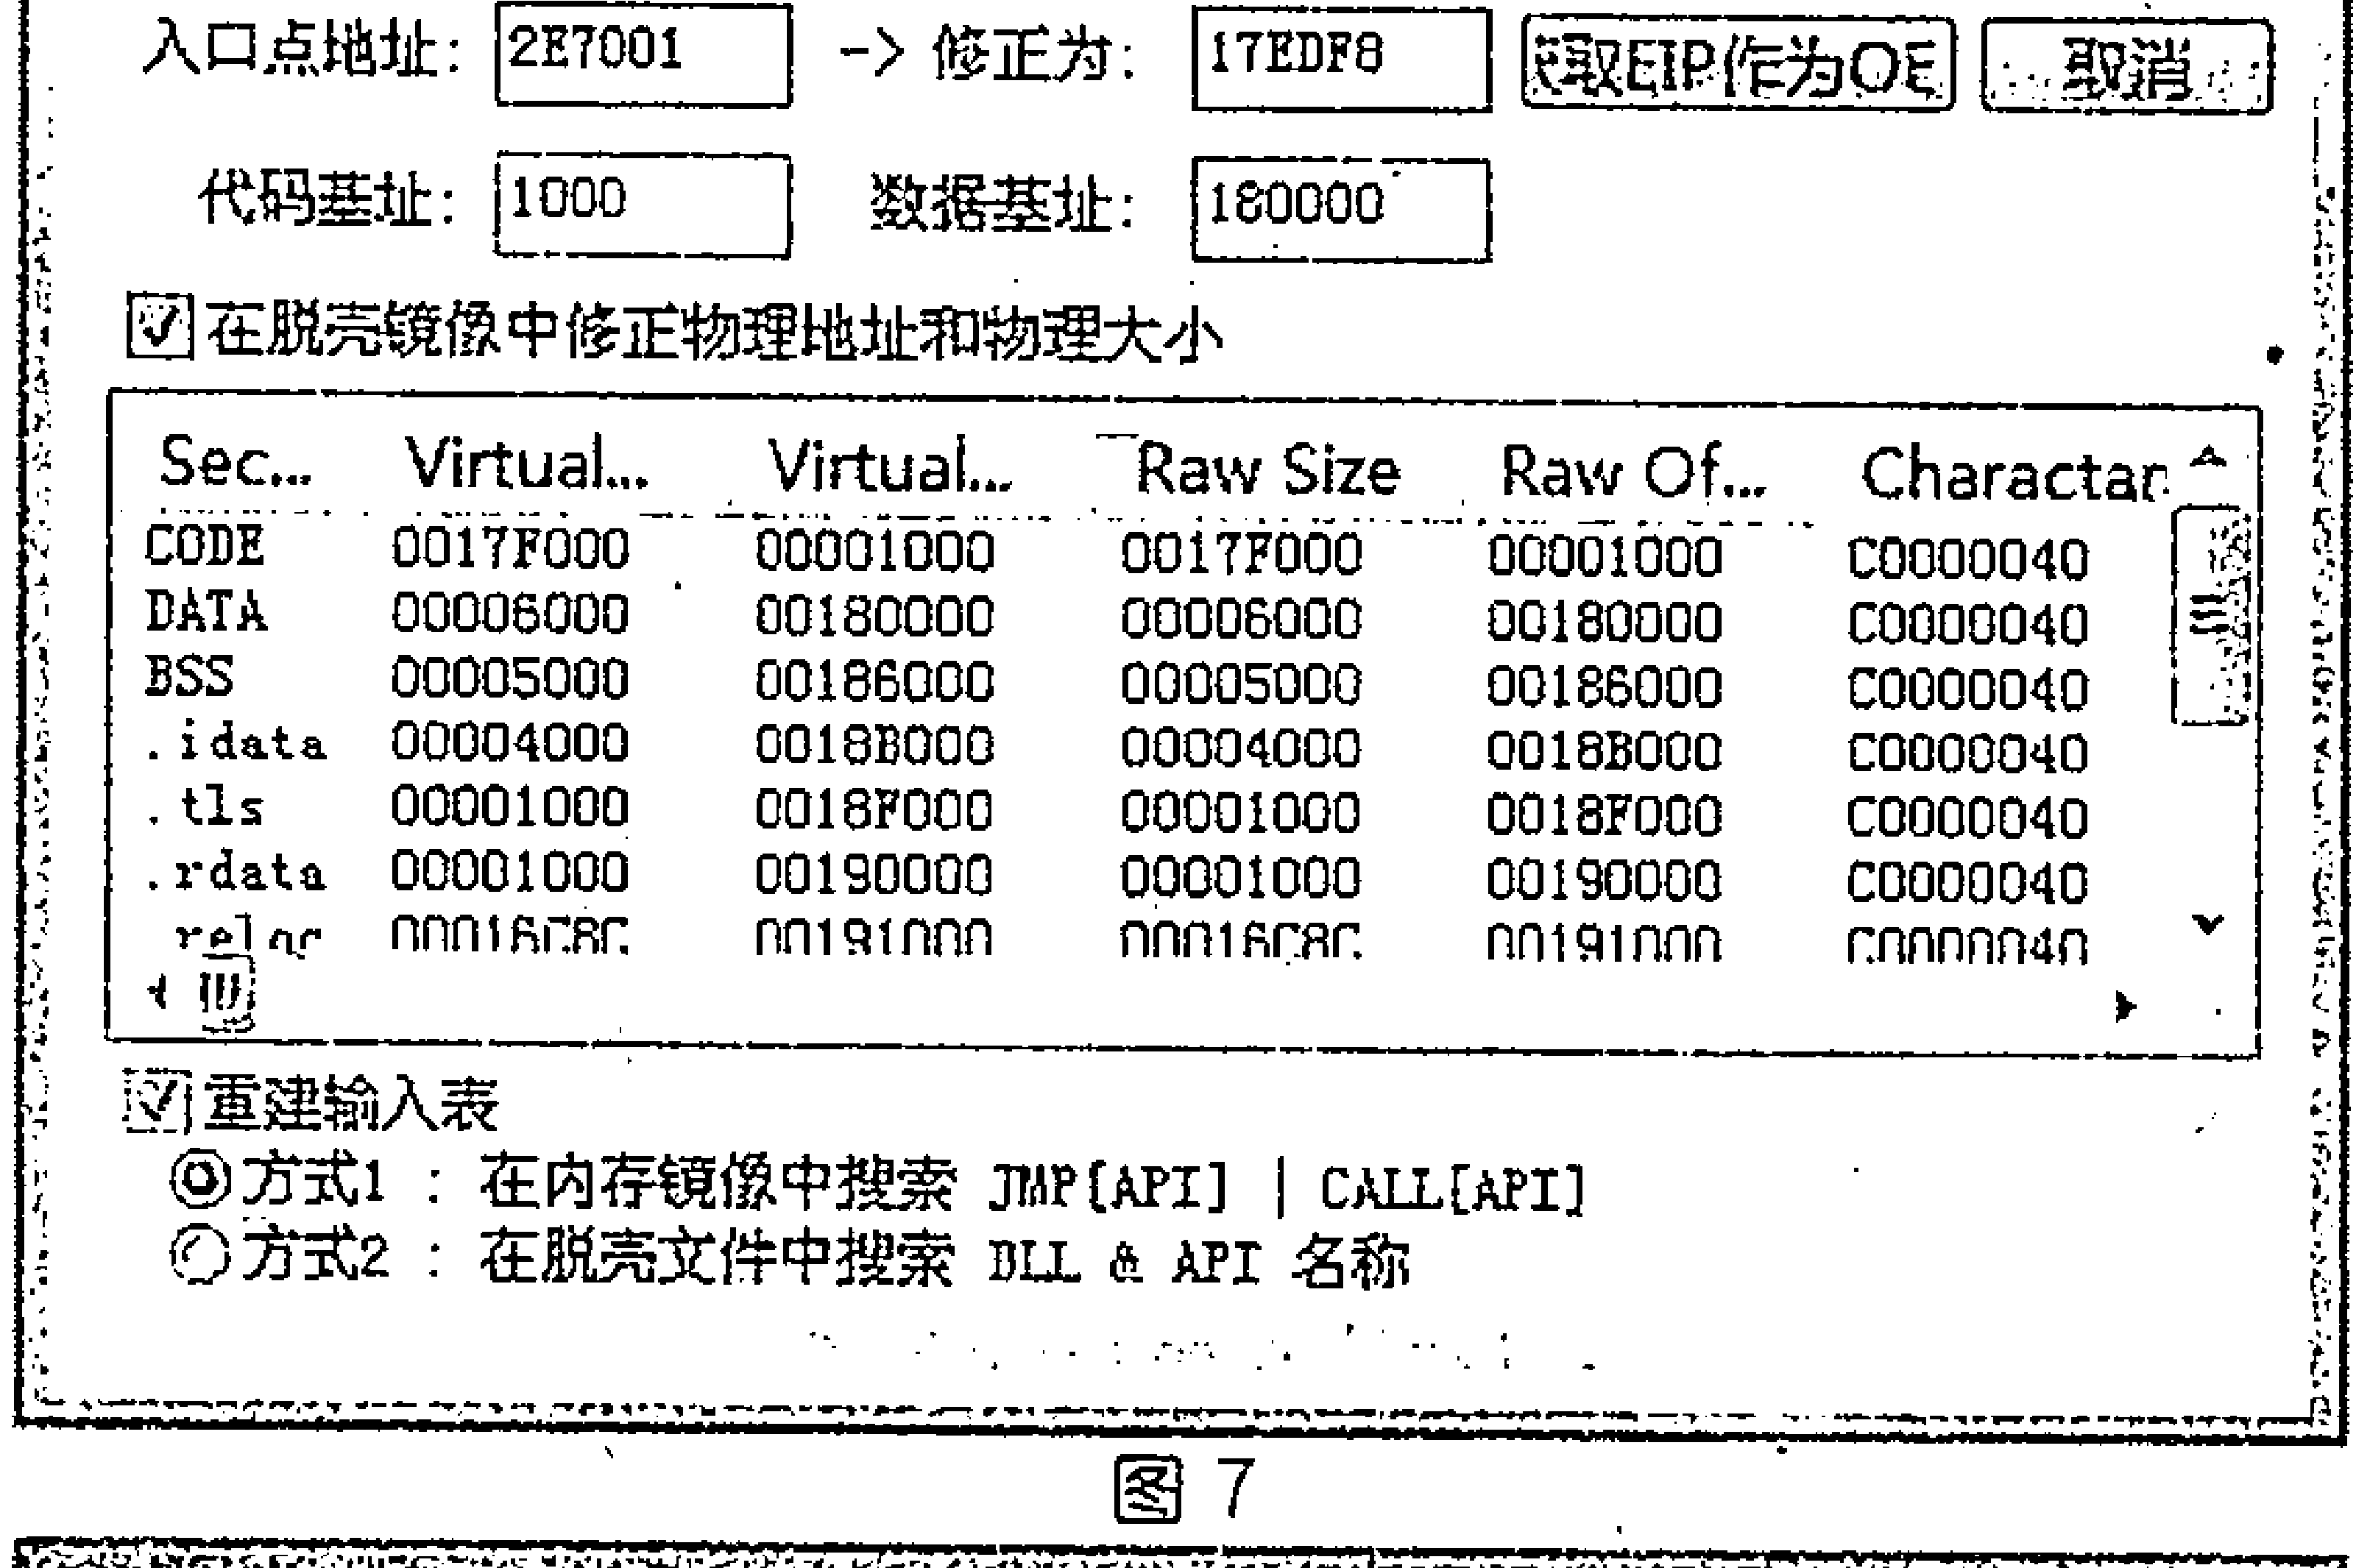 入口点地址: 2E7001 -> 修正为: 17EDF8 获取EIP作为OE 取消
代码基址: 1000 数据基址: 180000
在脱壳镜像中修正物理地址和物理大小
Sec... Virtual... Virtual... Raw Size Raw Of... Charactar
CODE 0017F000 00001000 0017F000 00001000 C0000040
DATA 00006000 00180000 00006000 00180000 C0000040
BSS 00005000 00186000 00005000 00186000 C0000040
.idata 00004000 0018B000 00004000 0018B000 C0000040
.tls 00001000 0018F000 00001000 0018F000 C0000040
.rdata 00001000 00190000 00001000 00190000 C0000040
.reloc 00191000 00191000 C0000040
重建输入表
方式1 : 在内存镜像中搜索 JMP[API] | CALL[API]
方式2 : 在脱壳文件中搜索 DLL & API 名称
图 7